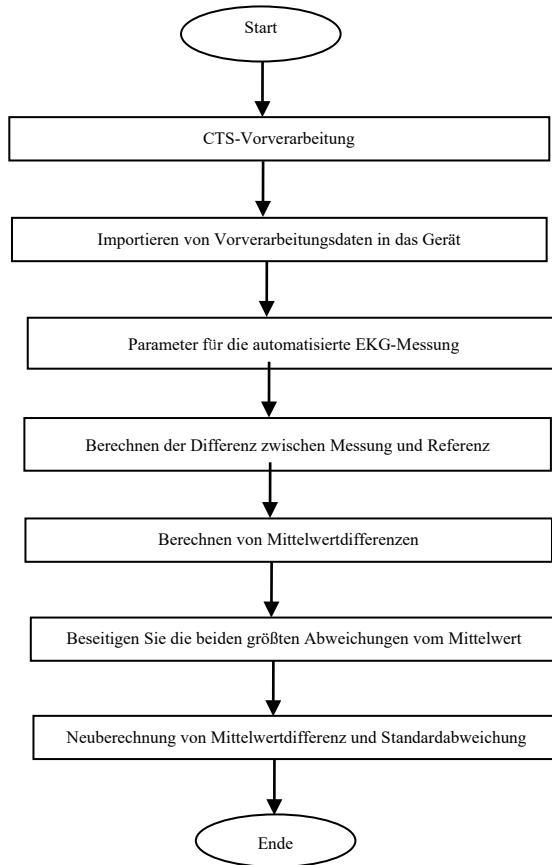 Start
CTS-Vorverarbeitung
Importieren von Vorverarbeitungsdaten in das Gerät
Parameter für die automatisierte EKG-Messung
Berechnen der Differenz zwischen Messung und Referenz
Berechnen von Mittelwertdifferenzen
Beseitigen Sie die beiden größten Abweichungen vom Mittelwert
Neuberechnung von Mittelwertdifferenz und Standardabweichung
Ende